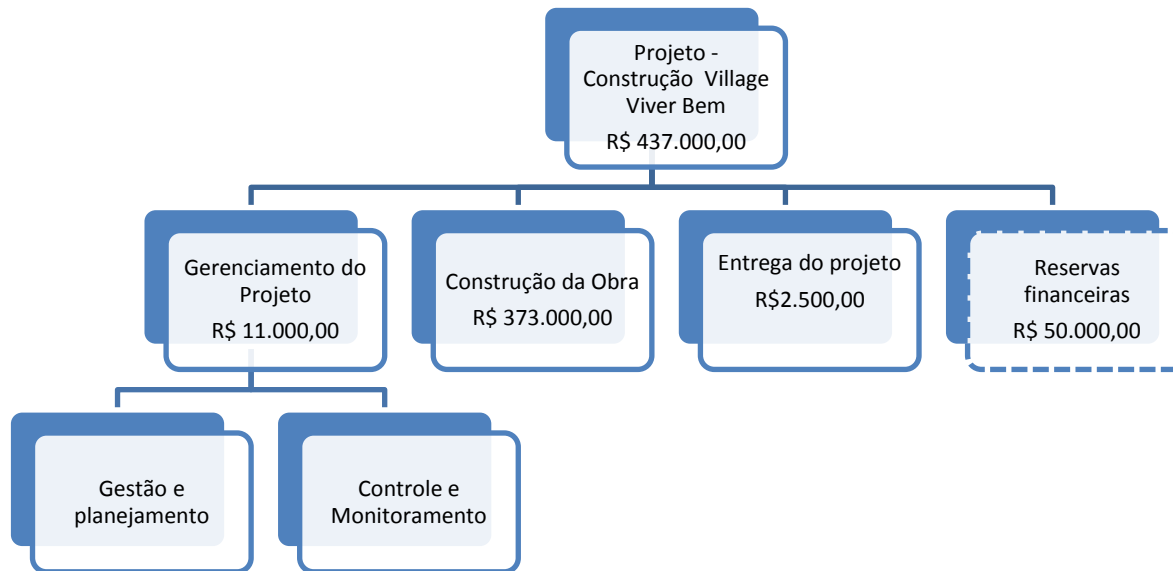 Projeto -
Construção Village
Viver Bem
R$ 437.000,00
Gerenciamento do
Projeto
R$ 11.000,00
Construção da Obra
R$ 373.000,00
Entrega do projeto
R$2.500,00
Reservas
financeiras
R$ 50.000,00
Gestão e
planejamento
Controle e
Monitoramento